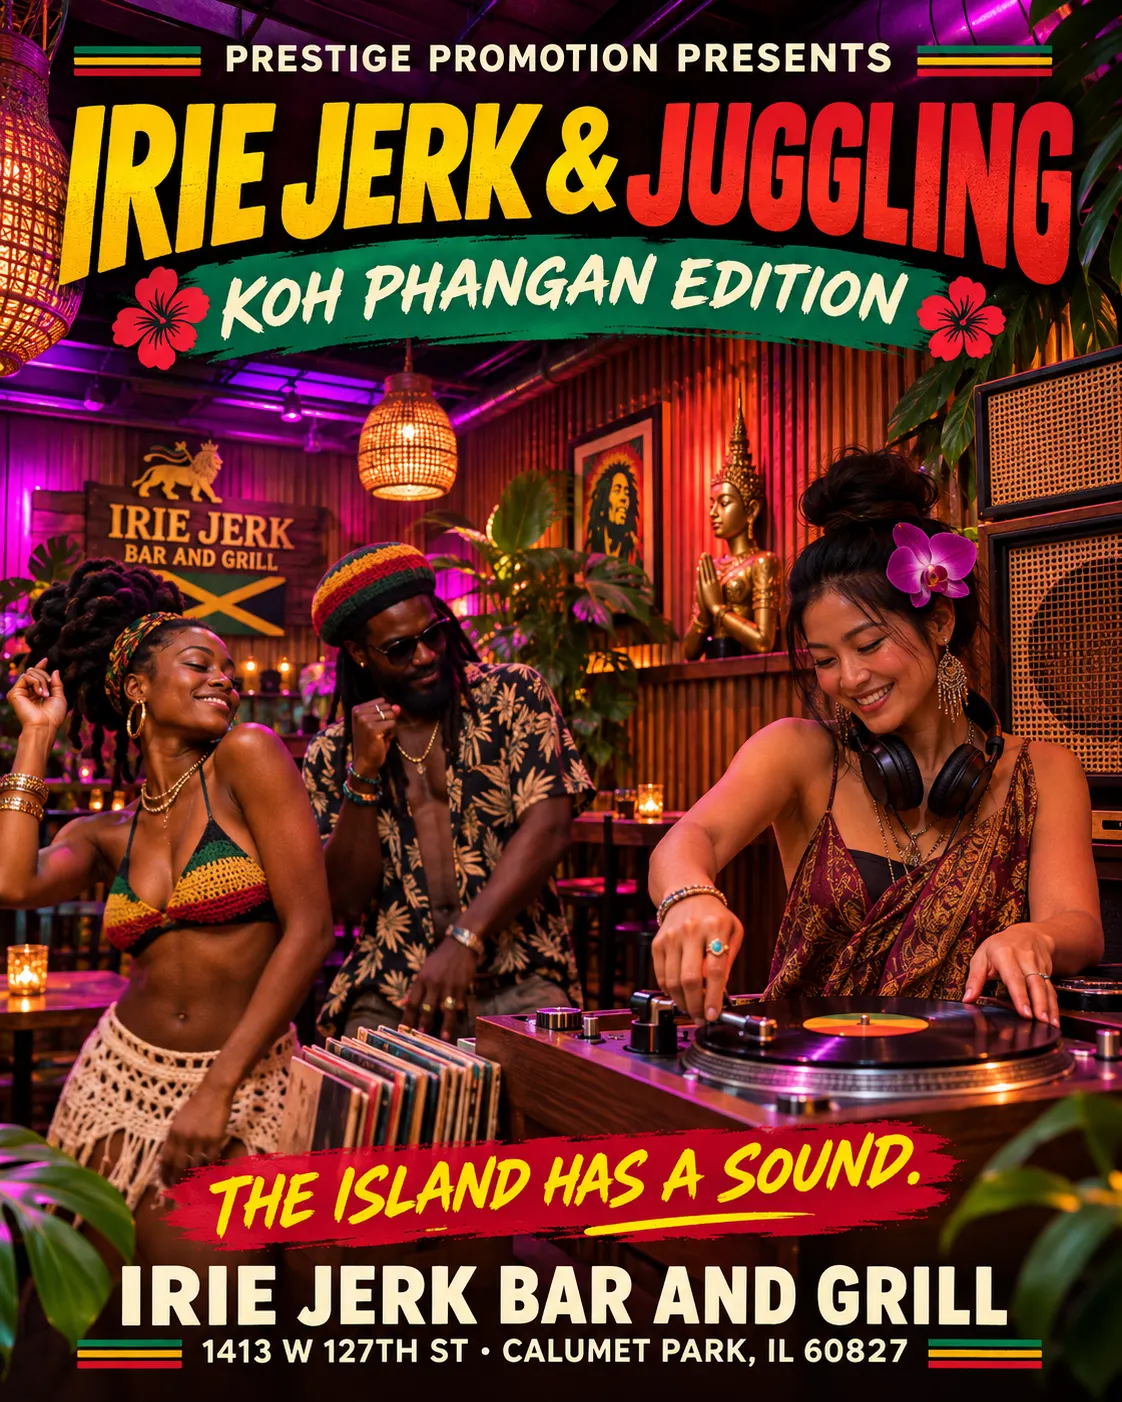 PRESTIGE PROMOTION PRESENTS
IRIE JERK & JUGGLING
KOH PHANGAN EDITION
IRIE JERK
BAR AND GRILL
THE ISLAND HAS A SOUND.
IRIE JERK BAR AND GRILL
1413 W 127TH ST • CALUMET PARK, IL 60827